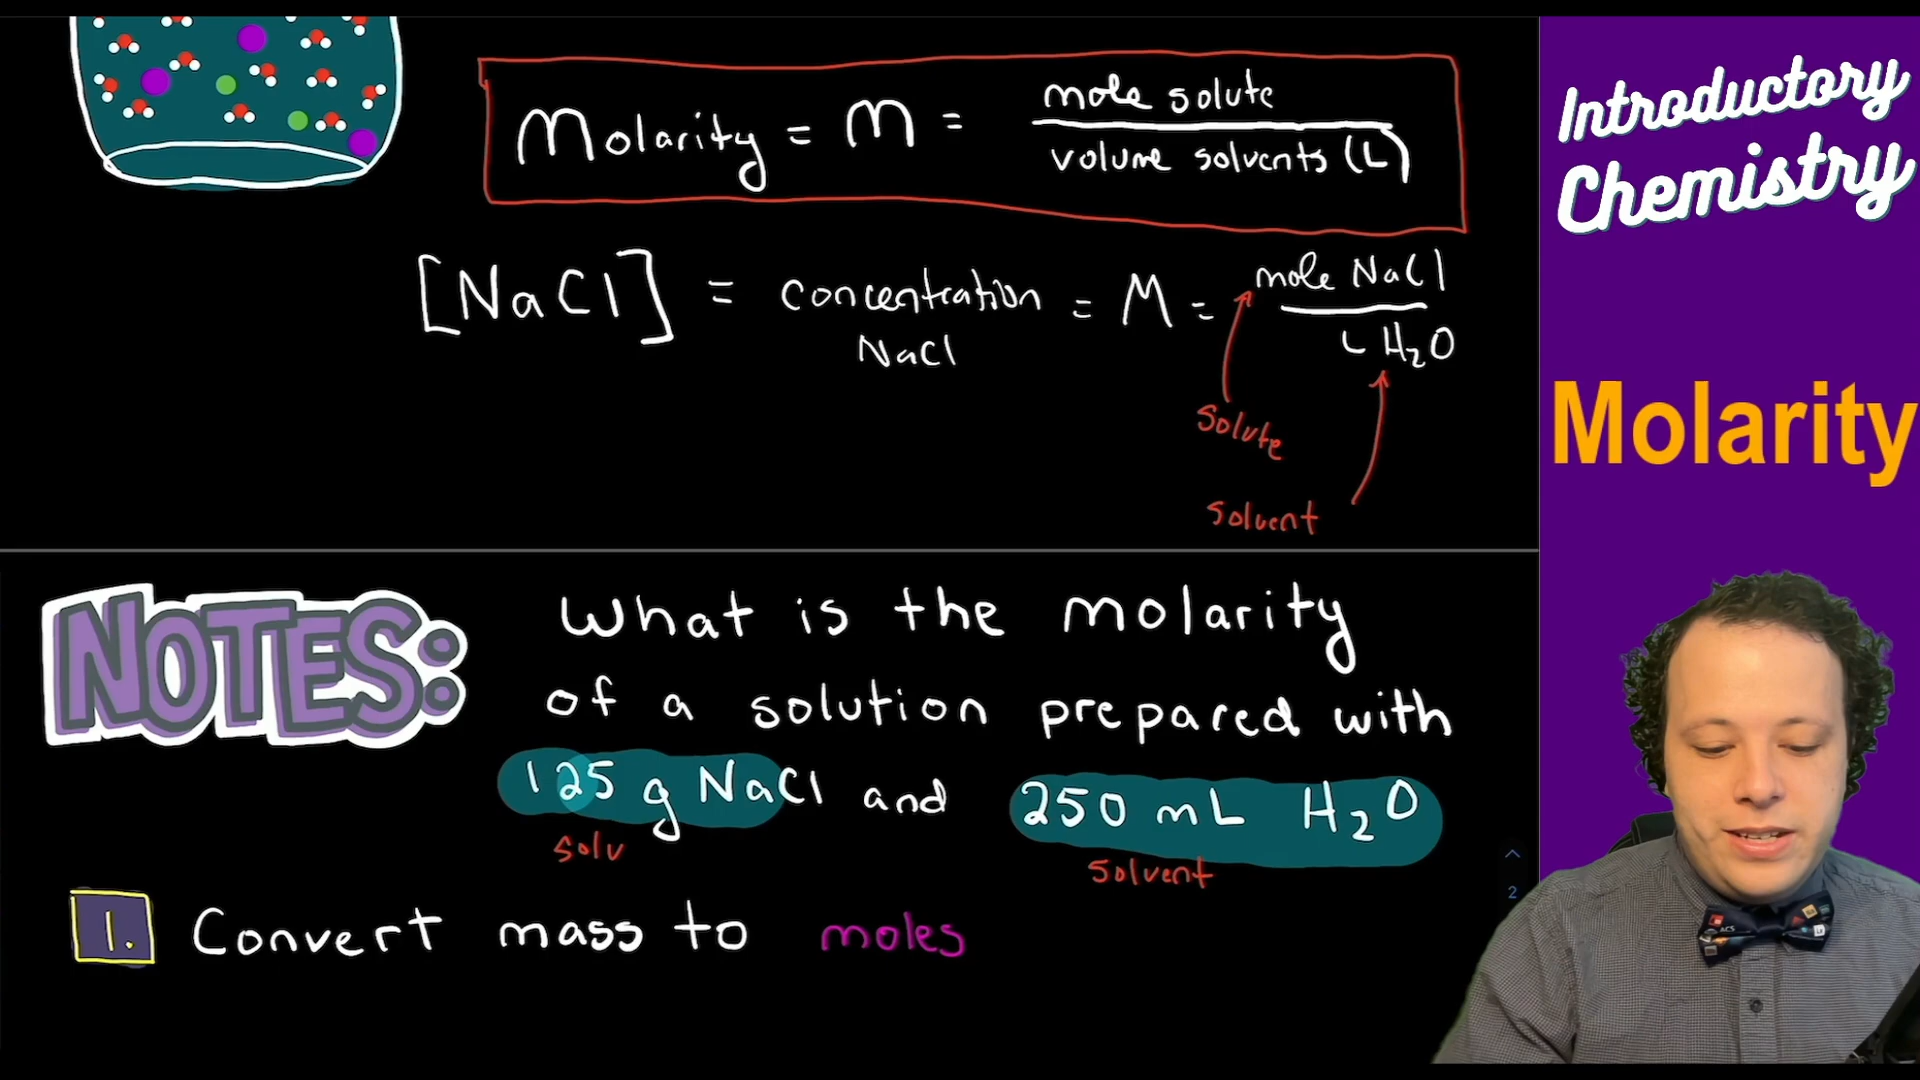 Molarity = M = mole solute
volume solvents (L)
[NaCl] = concentration = M = mole NaCl
NaCl
L H₂O
Solute
Solvent
NOTES:
What is the molarity
of a solution prepared with
125 g NaCl and 250 mL H₂O
solv
Solvent
1. Convert mass to moles
Introductory
Chemistry
Molarity
2
ACS